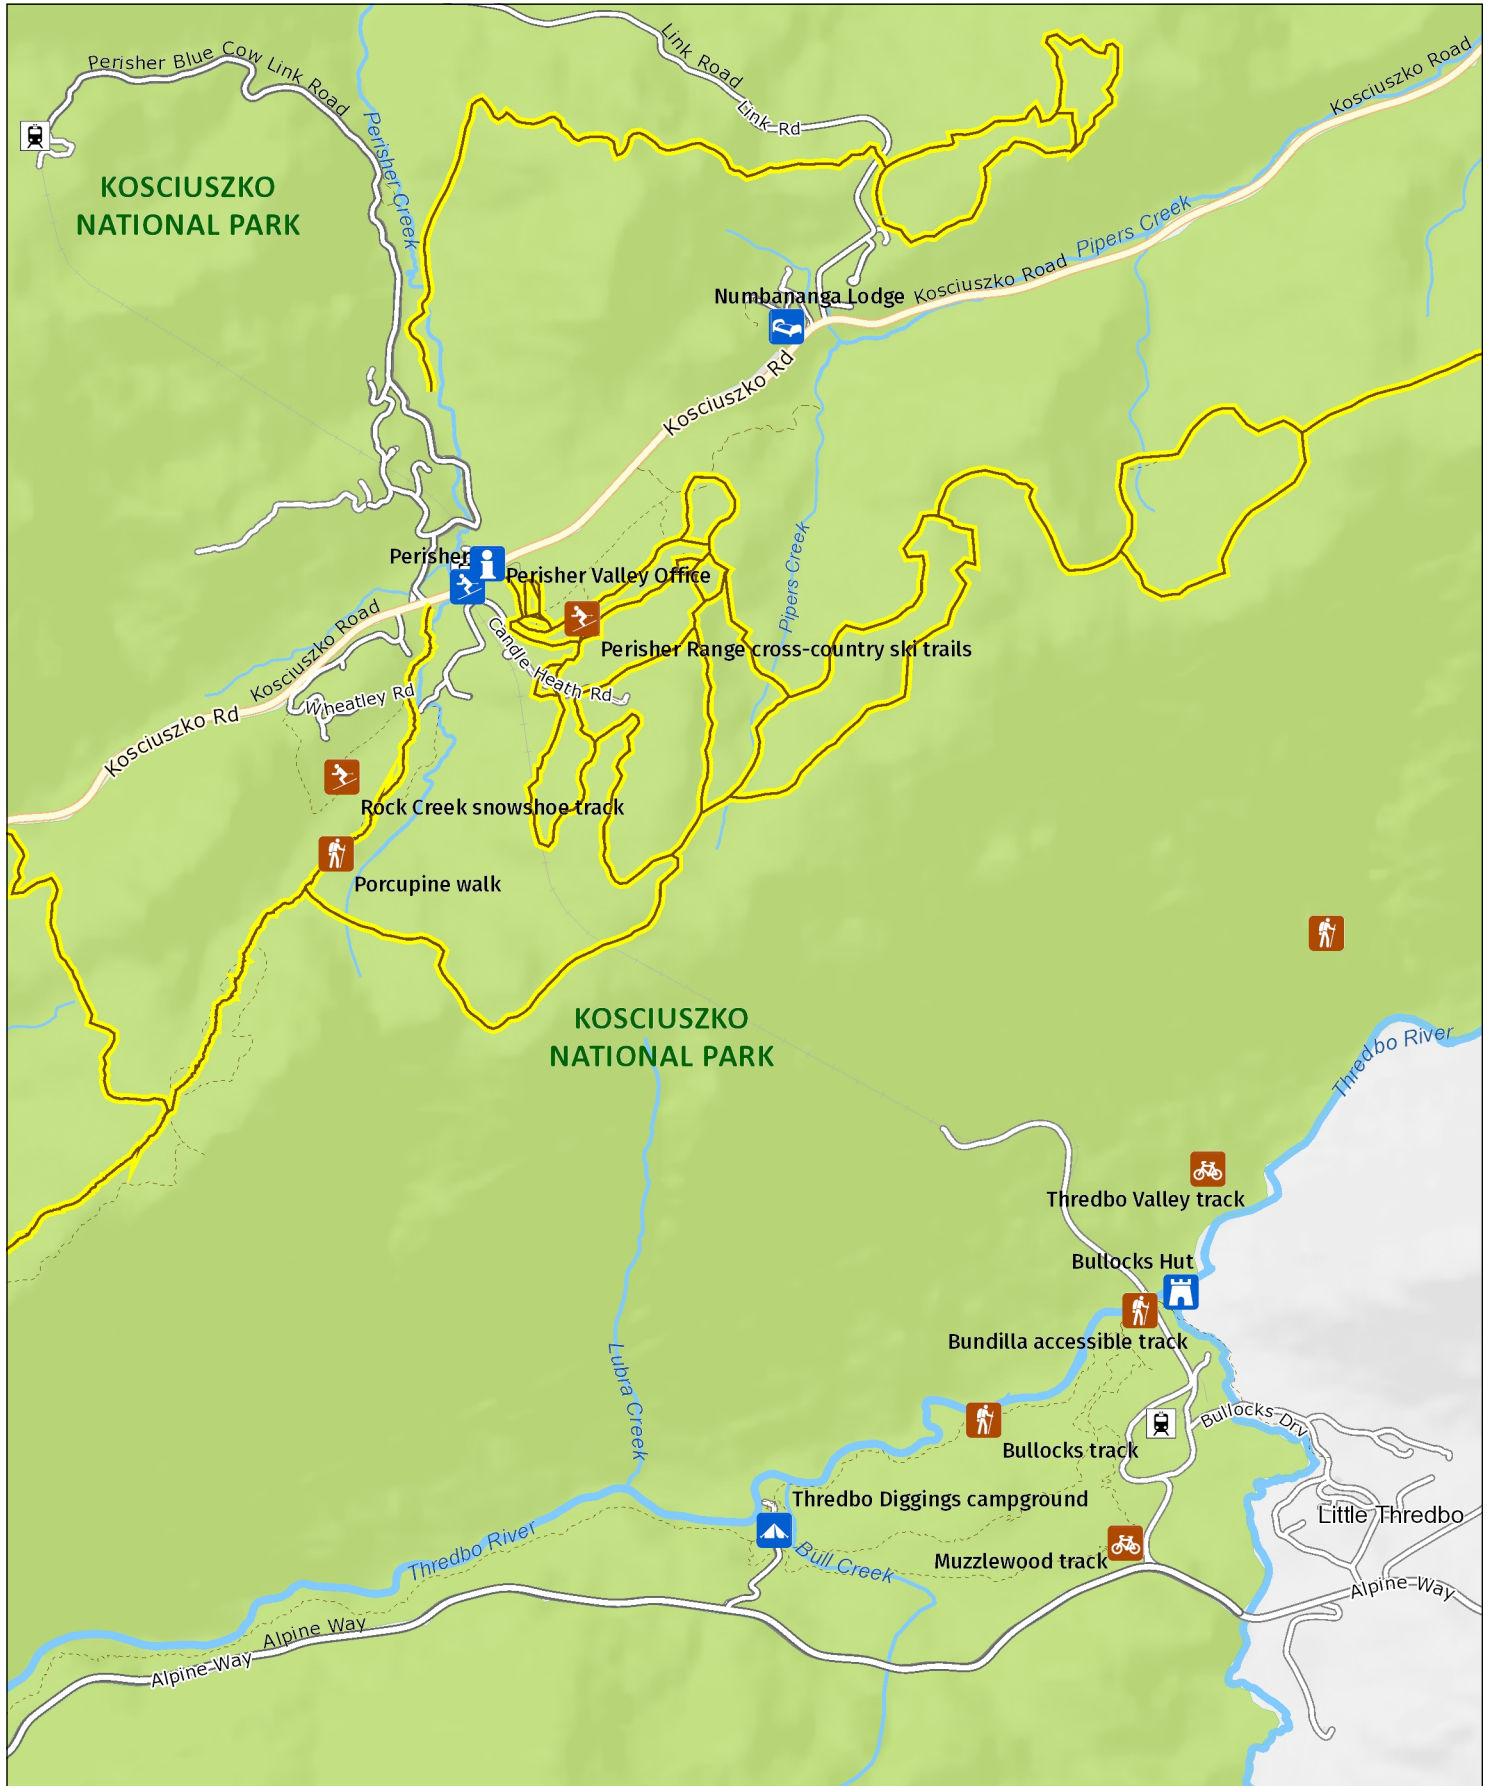 Perisher Blue Cow Link Road
Link Road
Link Rd
Kosciuszko Road
Perisher Creek
KOSCIUSZKO
NATIONAL PARK
Pipers Creek
Kosciuszko Road
Numbananga Lodge
Kosciuszko Rd
Pipers Creek
Perisher
Perisher Valley Office
Kosciuszko Road
Candle Heath Rd
Perisher Range cross-country ski trails
Wheatley Rd
Kosciuszko Rd
Rock Creek snowshoe track
Porcupine walk
KOSCIUSZKO
NATIONAL PARK
Thredbo River
Thredbo Valley track
Bullocks Hut
Bundilla accessible track
Lubra Creek
Bullocks Drv
Bullocks track
Thredbo Diggings campground
Little Thredbo
Thredbo River
Bull Creek
Muzzlewood track
Alpine Way
Alpine Way
Alpine Way